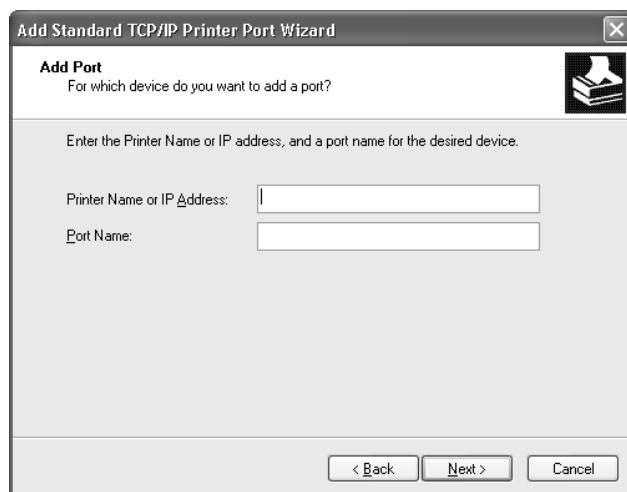 Add Standard TCP/IP Printer Port Wizard
Add Port
For which device do you want to add a port?
Enter the Printer Name or IP address, and a port name for the desired device.
Printer Name or IP Address:
Port Name:
< Back Next > Cancel